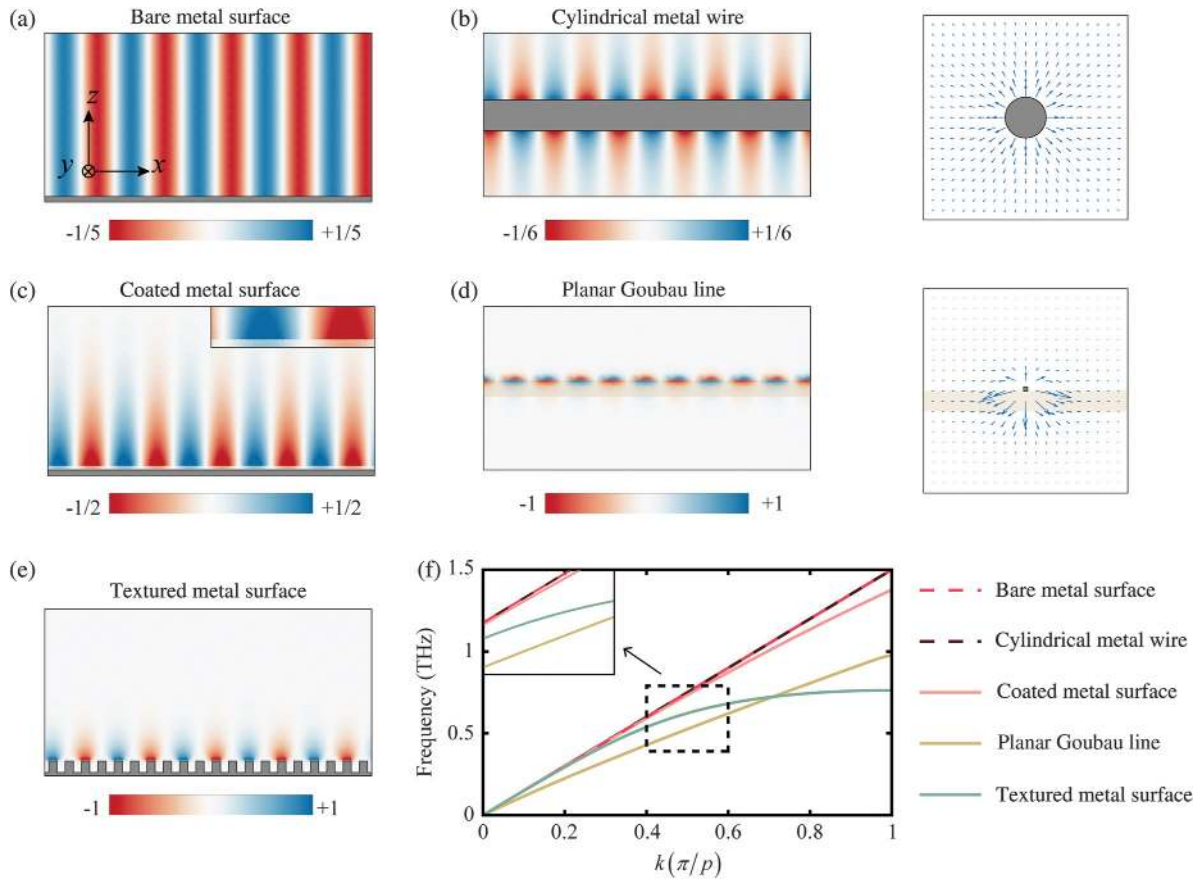 (a) Bare metal surface
z
y x
-1/5 +1/5
(b) Cylindrical metal wire
-1/6 +1/6
(c) Coated metal surface
-1/2 +1/2
(d) Planar Goubau line
-1 +1
(e) Textured metal surface
-1 +1
(f)
Frequency (THz)
1.5
1
0.5
0
0 0.2 0.4 0.6 0.8 1
k(π/p)
Bare metal surface
Cylindrical metal wire
Coated metal surface
Planar Goubau line
Textured metal surface